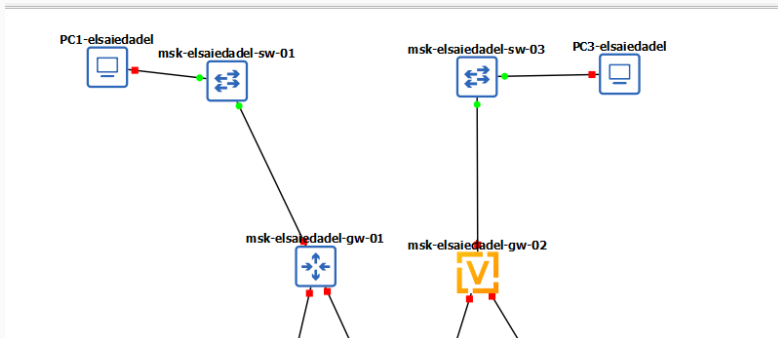 PC1-elsaiedadel
msk-elsaiedadel-sw-01
msk-elsaiedadel-sw-03
PC3-elsaiedadel
msk-elsaiedadel-gw-01
msk-elsaiedadel-gw-02
V